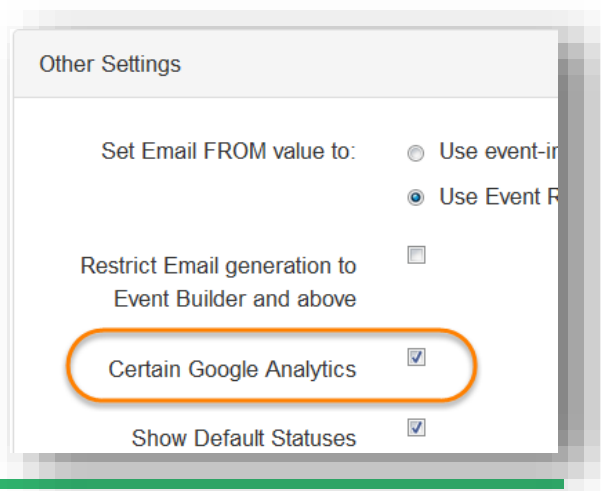 Other Settings
Set Email FROM value to:
Use event-in
Use Event R
Restrict Email generation to
Event Builder and above
Certain Google Analytics
Show Default Statuses